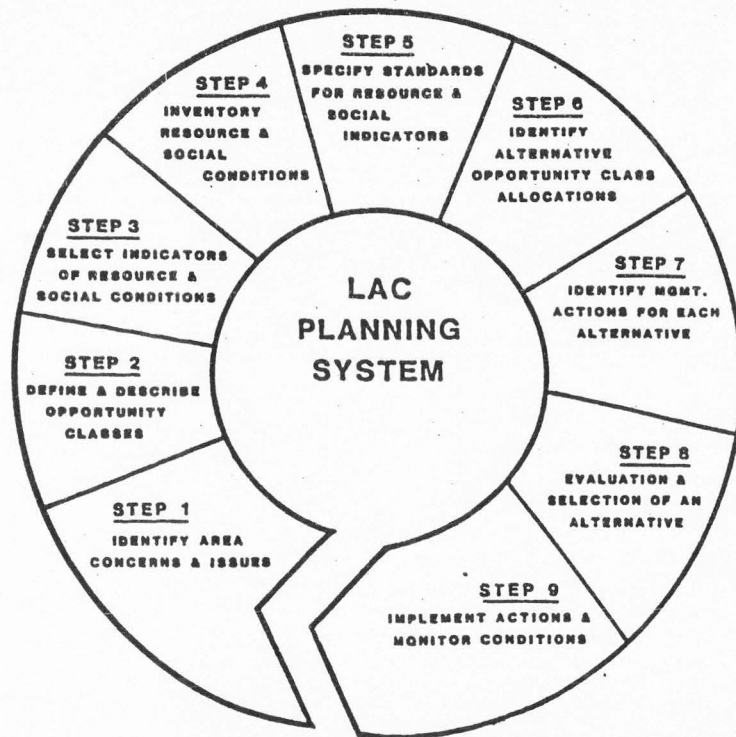 LAC
PLANNING
SYSTEM
STEP 1
IDENTIFY AREA
CONCERNS & ISSUES
STEP 2
DEFINE & DESCRIBE
OPPORTUNITY
CLASSES
STEP 3
SELECT INDICATORS
OF RESOURCE &
SOCIAL CONDITIONS
STEP 4
INVENTORY
RESOURCE &
SOCIAL
CONDITIONS
STEP 5
SPECIFY STANDARDS
FOR RESOURCE &
SOCIAL
INDICATORS
STEP 6
IDENTIFY
ALTERNATIVE
OPPORTUNITY CLASS
ALLOCATIONS
STEP 7
IDENTIFY MGMT.
ACTIONS FOR EACH
ALTERNATIVE
STEP 8
EVALUATION &
SELECTION OF AN
ALTERNATIVE
STEP 9
IMPLEMENT ACTIONS &
MONITOR CONDITIONS